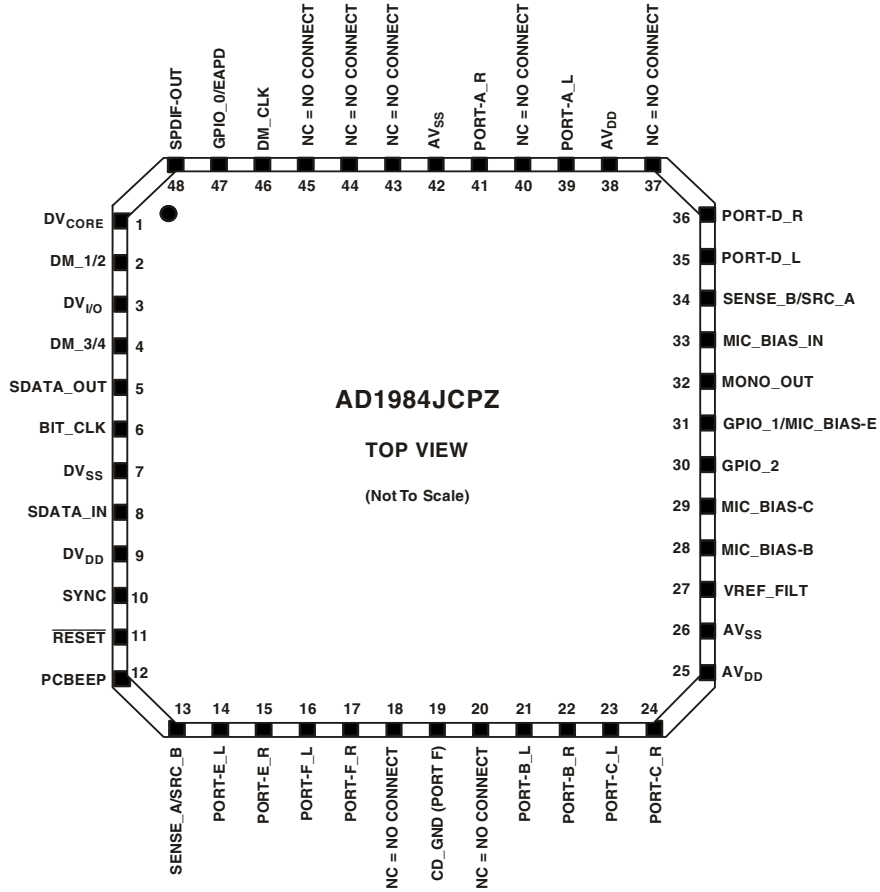 SPDIF-OUT
GPIO_0/EAPD
DM_CLK
NC = NO CONNECT
NC = NO CONNECT
NC = NO CONNECT
AVSS
PORT-A_R
NC = NO CONNECT
PORT-A_L
AVDD
NC = NO CONNECT
48 47 46 45 44 43 42 41 40 39 38 37
DVCORE 1
DM_1/2 2
DVI/O 3
DM_3/4 4
SDATA_OUT 5
BIT_CLK 6
DVSS 7
SDATA_IN 8
DVDD 9
SYNC 10
RESET 11
PCBEEP 12
AD1984JCPZ
TOP VIEW
(Not To Scale)
36 PORT-D_R
35 PORT-D_L
34 SENSE_B/SRC_A
33 MIC_BIAS_IN
32 MONO_OUT
31 GPIO_1/MIC_BIAS-E
30 GPIO_2
29 MIC_BIAS-C
28 MIC_BIAS-B
27 VREF_FILT
26 AVSS
25 AVDD
13 14 15 16 17 18 19 20 21 22 23 24
SENSE_A/SRC_B
PORT-E_L
PORT-E_R
PORT-F_L
PORT-F_R
NC = NO CONNECT
CD_GND (PORT F)
NC = NO CONNECT
PORT-B_L
PORT-B_R
PORT-C_L
PORT-C_R